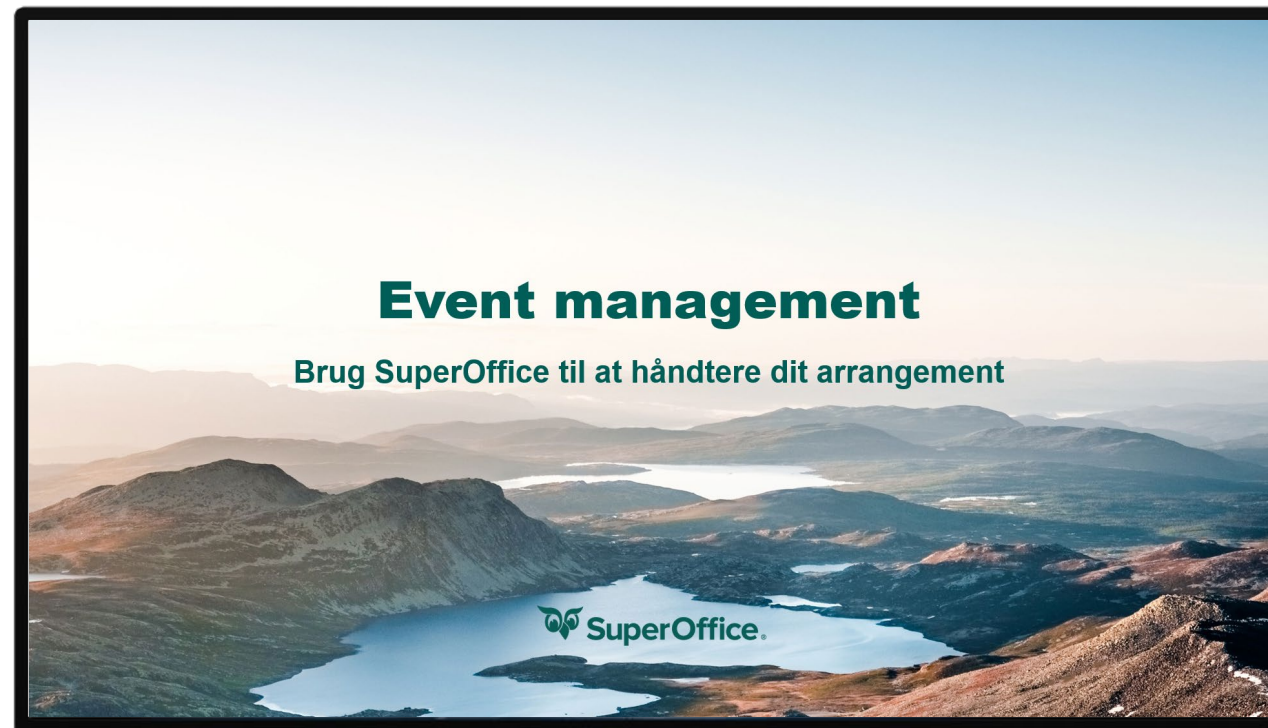 Event management
Brug SuperOffice til at håndtere dit arrangement
SuperOffice®